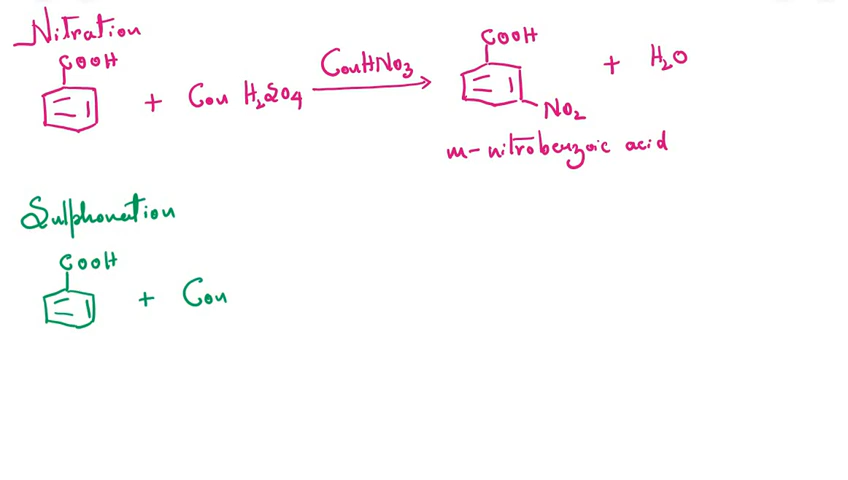 Nitration
COOH
+ Con H₂SO₄ Con HNO₃
COOH
NO₂
+ H₂O
m- nitrobenzoic acid
Sulphonation
COOH
+ Con